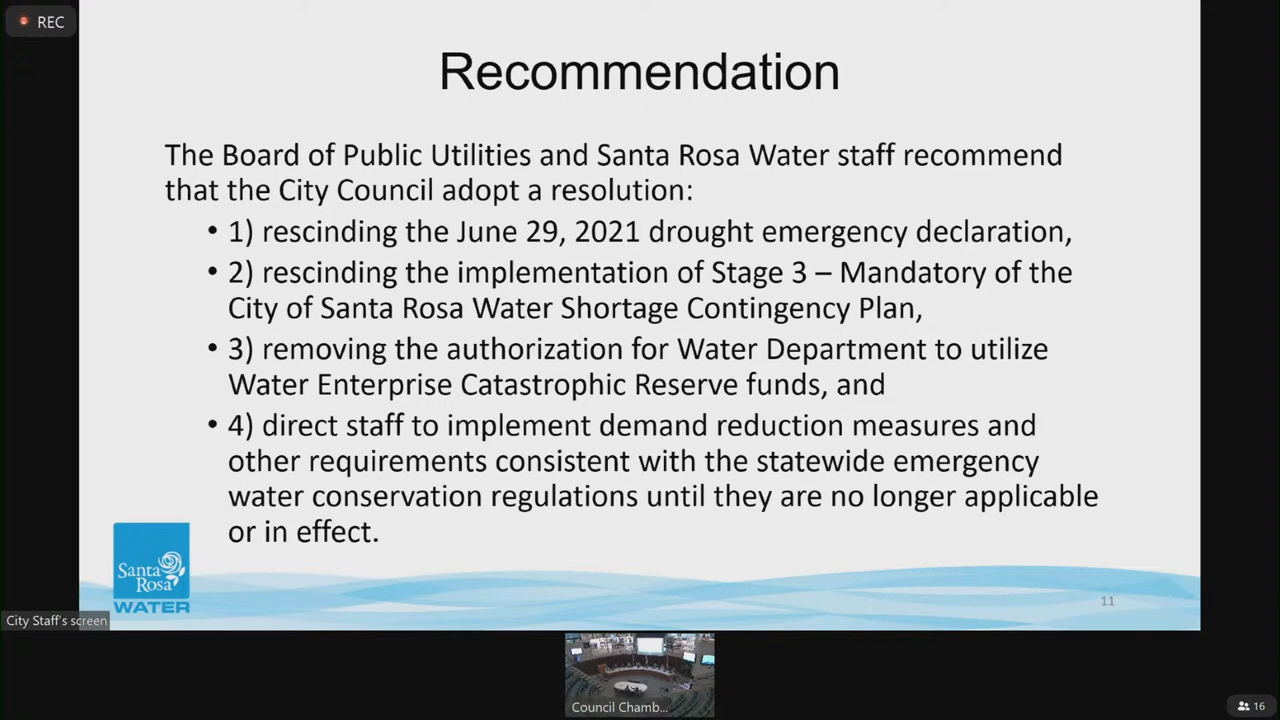 REC
Recommendation
The Board of Public Utilities and Santa Rosa Water staff recommend
that the City Council adopt a resolution:
• 1) rescinding the June 29, 2021 drought emergency declaration,
• 2) rescinding the implementation of Stage 3 – Mandatory of the
City of Santa Rosa Water Shortage Contingency Plan,
• 3) removing the authorization for Water Department to utilize
Water Enterprise Catastrophic Reserve funds, and
• 4) direct staff to implement demand reduction measures and
other requirements consistent with the statewide emergency
water conservation regulations until they are no longer applicable
or in effect.
Santa
Rosa
WATER
11
City Staff's screen
Council Chamb...
16